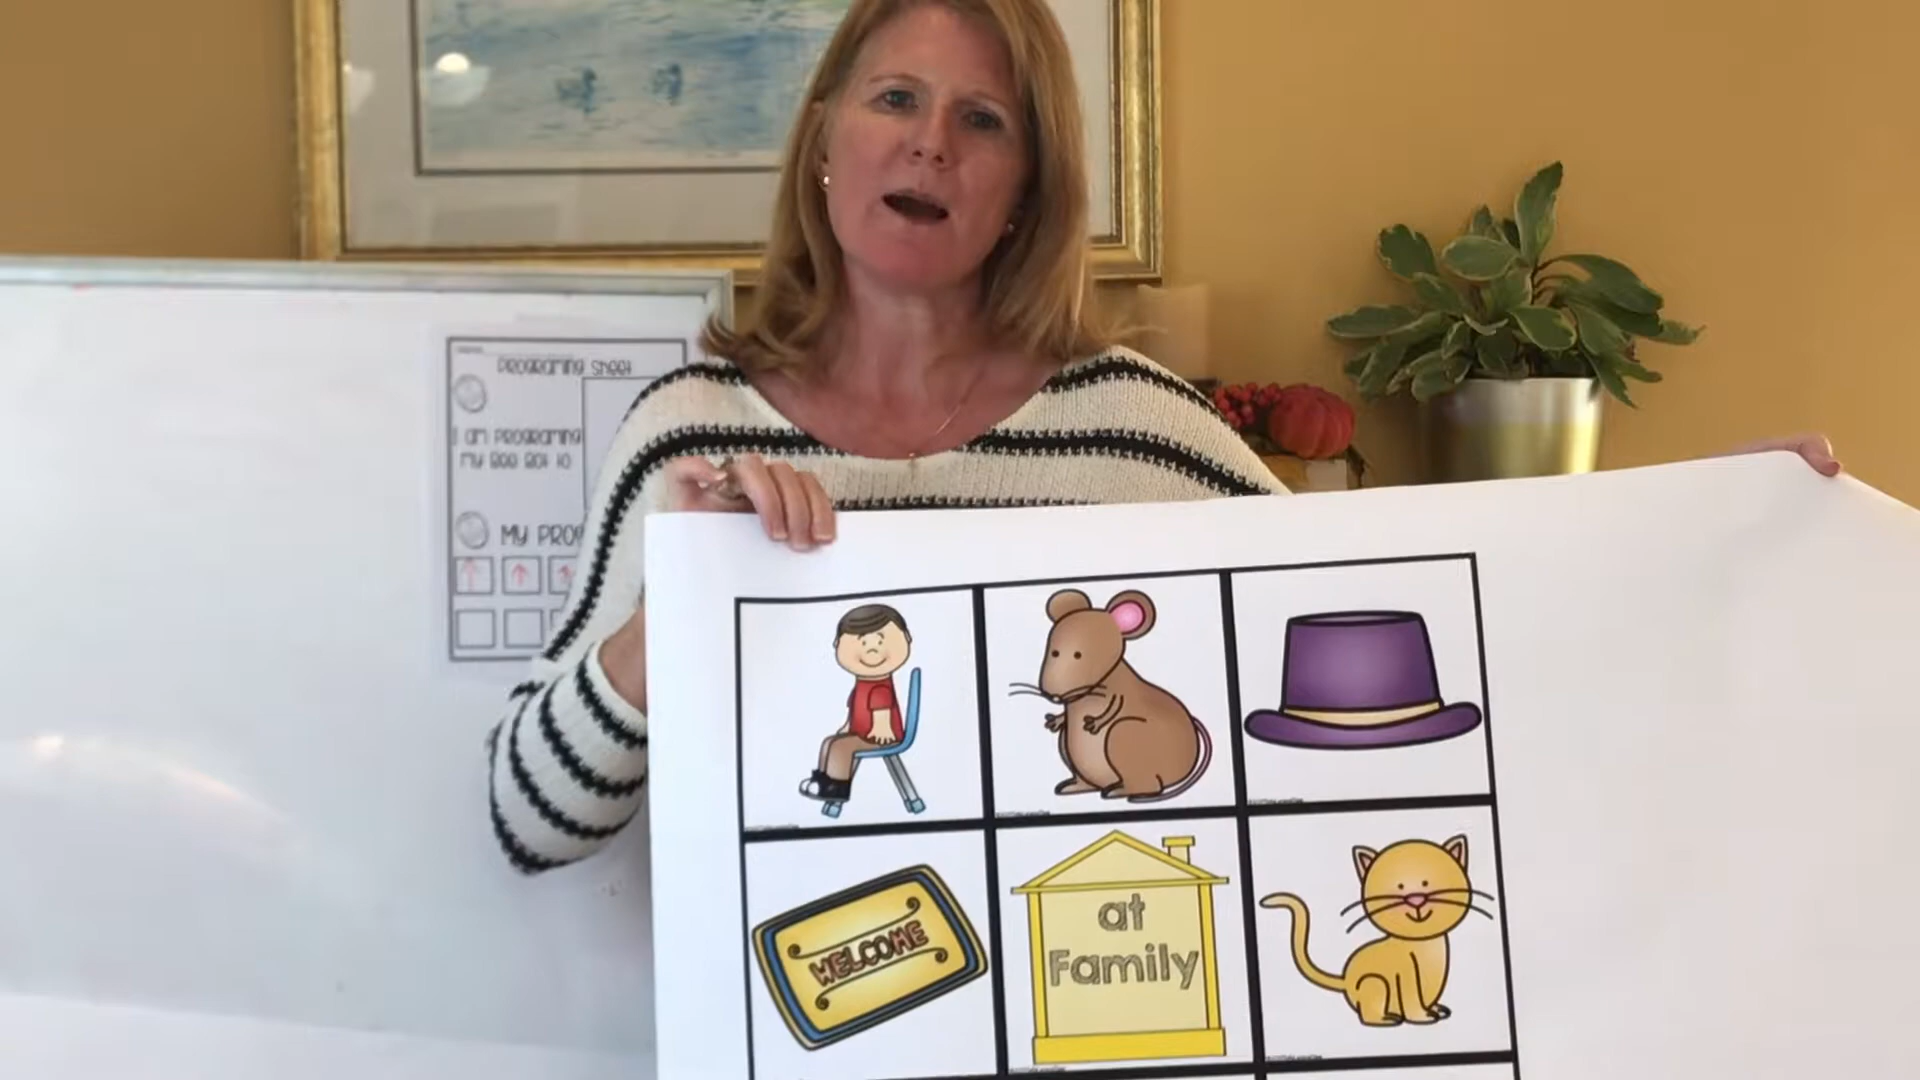 Programing Sheet
I am programing
my Bee Bot to
My Pro
WELCOME
at
Family